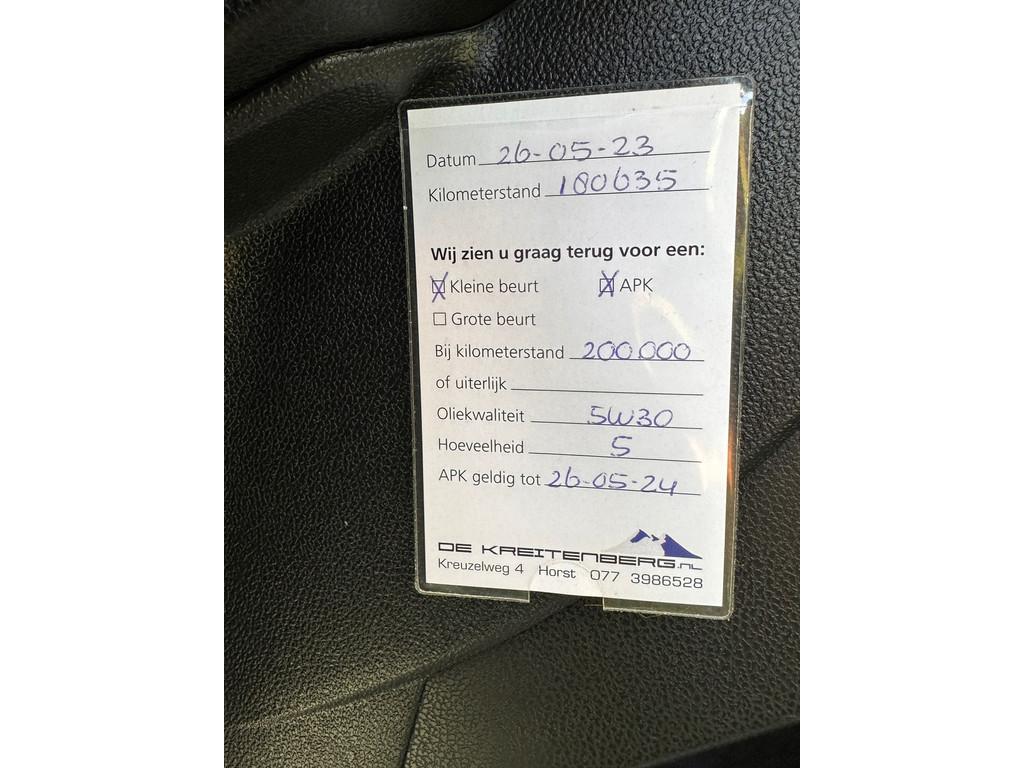 Datum 26-05-23
Kilometerstand 180635
Wij zien u graag terug voor een:
Kleine beurt APK
Grote beurt
Bij kilometerstand 200.000
of uiterlijk
Oliekwaliteit 5W30
Hoeveelheid 5
APK geldig tot 26-05-24
DE KREITENBERG.NL
Kreuzelweg 4 Horst 077 3986528